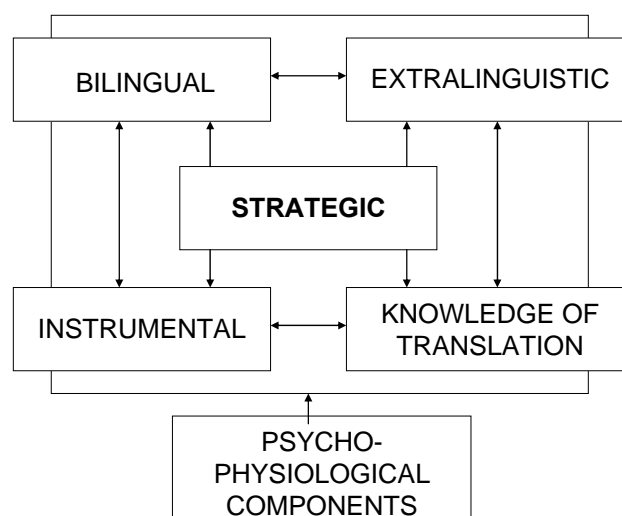 BILINGUAL
EXTRALINGUISTIC
STRATEGIC
INSTRUMENTAL
KNOWLEDGE OF
TRANSLATION
PSYCHO-
PHYSIOLOGICAL
COMPONENTS